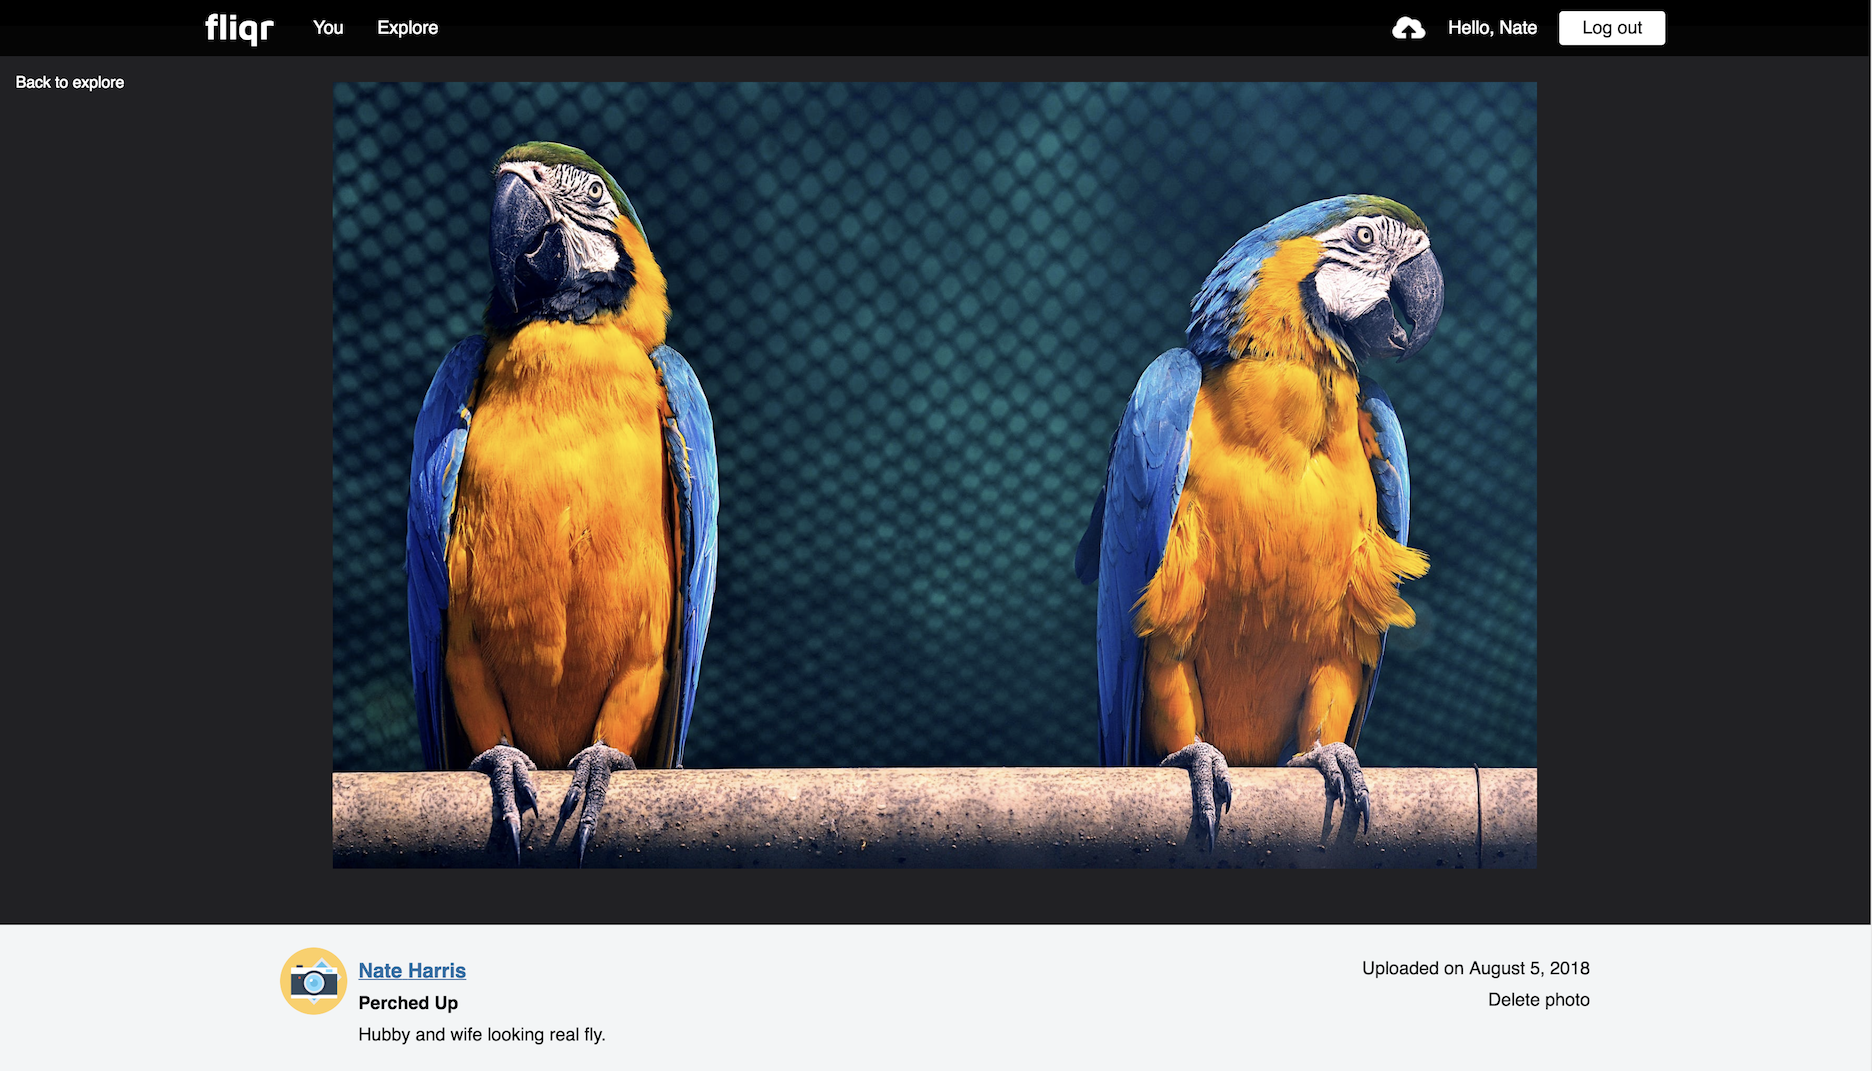 fliqr
You
Explore
Hello, Nate
Log out
Back to explore
Nate Harris
Perched Up
Hubby and wife looking real fly.
Uploaded on August 5, 2018
Delete photo